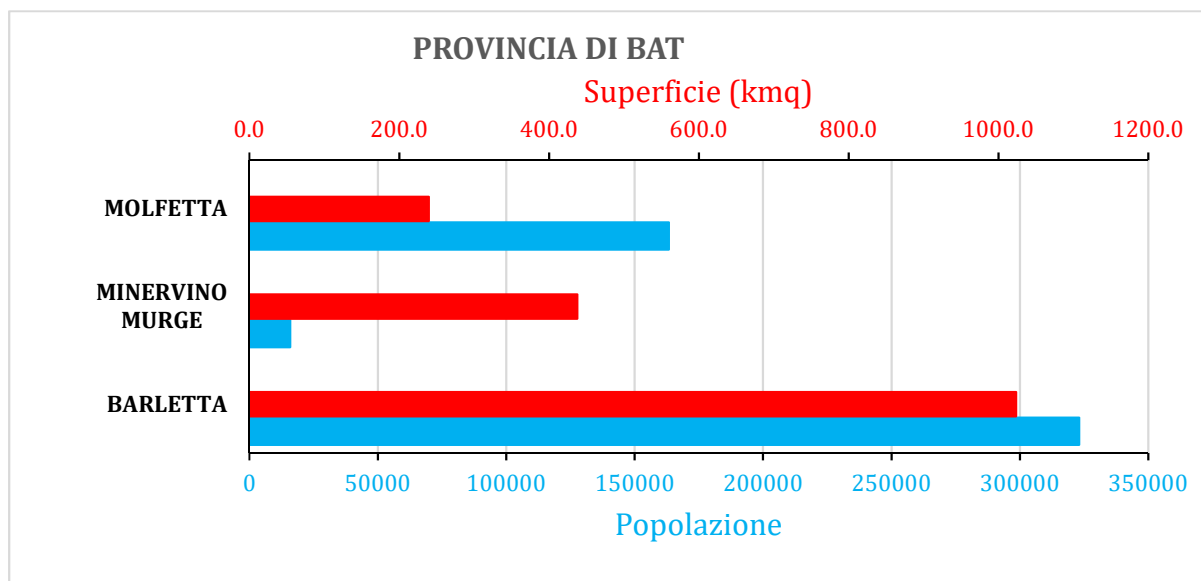 PROVINCIA DI BAT
Superficie (kmq)
0.0 200.0 400.0 600.0 800.0 1000.0 1200.0
MOLFETTA
MINERVINO
MURGE
BARLETTA
0 50000 100000 150000 200000 250000 300000 350000
Popolazione